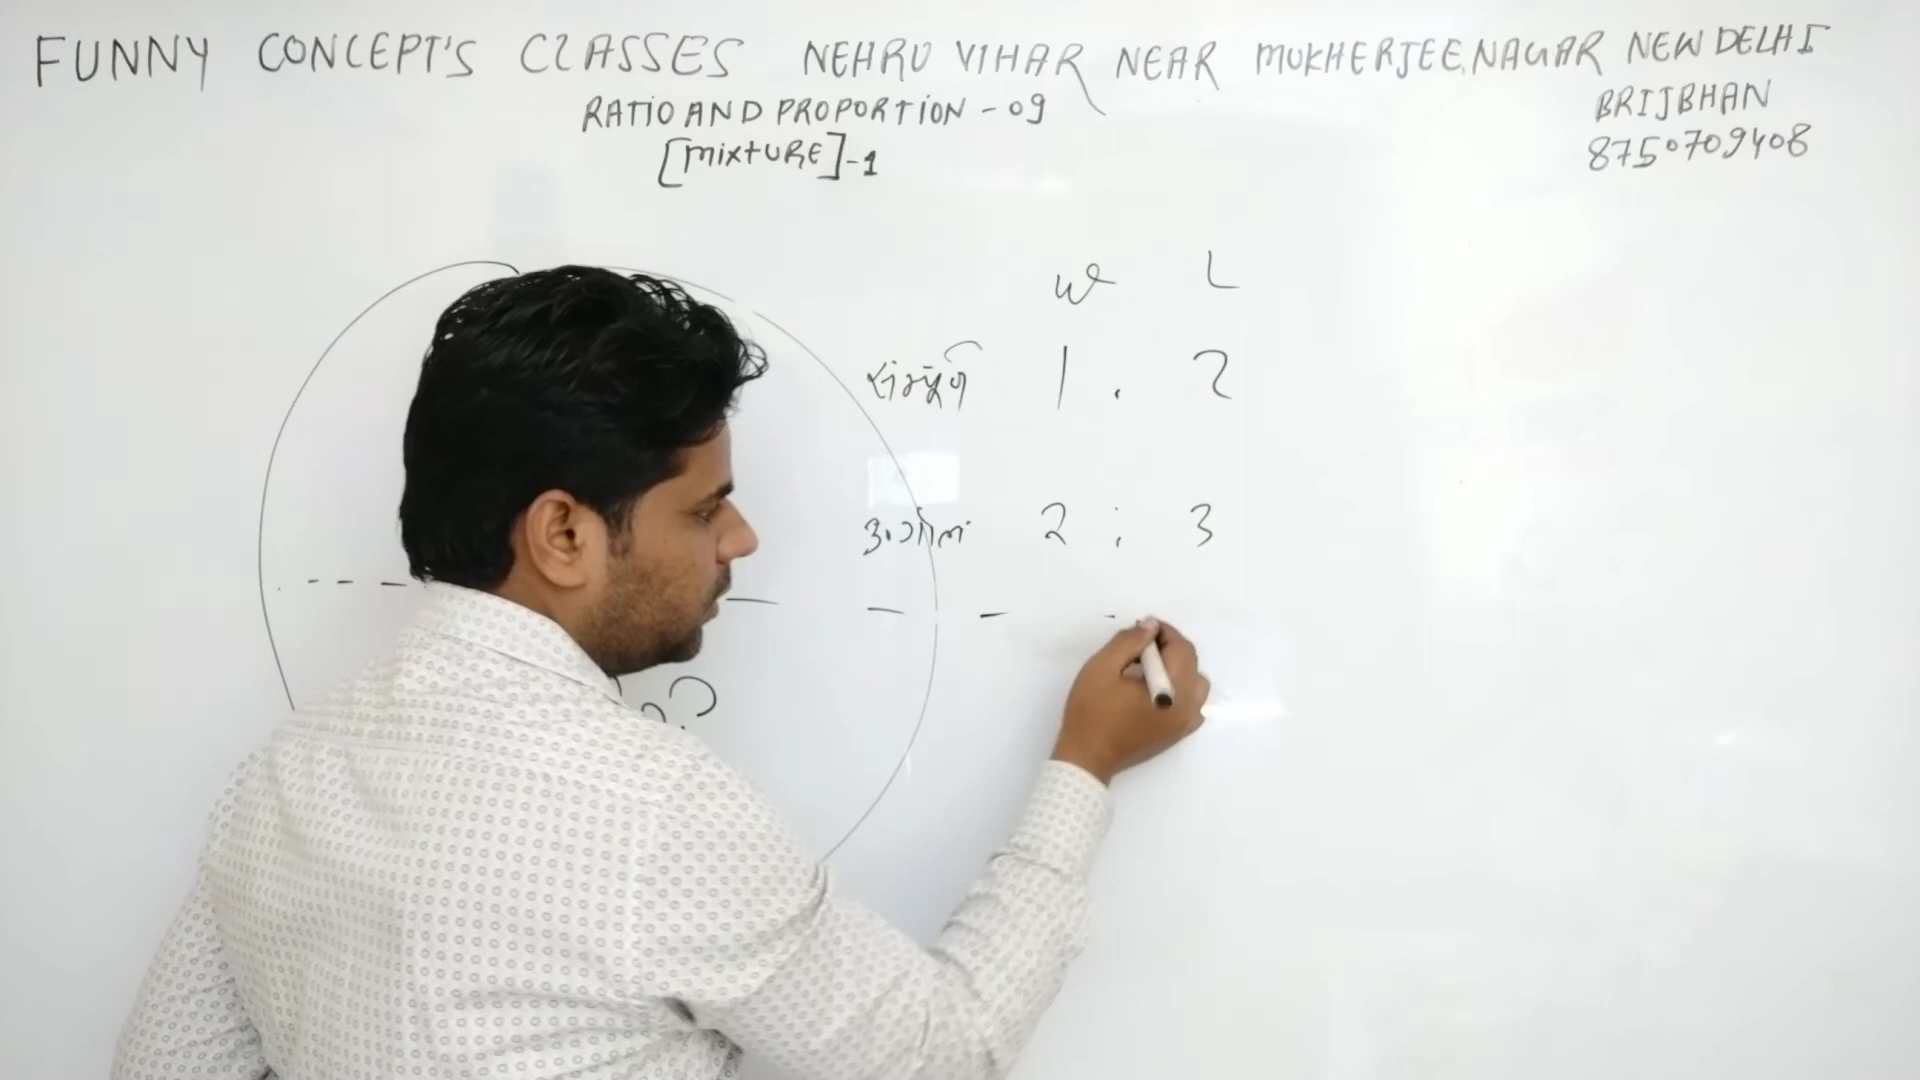 FUNNY CONCEPT'S CLASSES NEHRU VIHAR NEAR MUKHERJEE NAGAR NEW DELHI
RATIO AND PROPORTION - 09
BRIJBHAN
[MIXTURE]-1
8750709408
W L
संम्पूर्ण 1 : 2
2 : 3
?